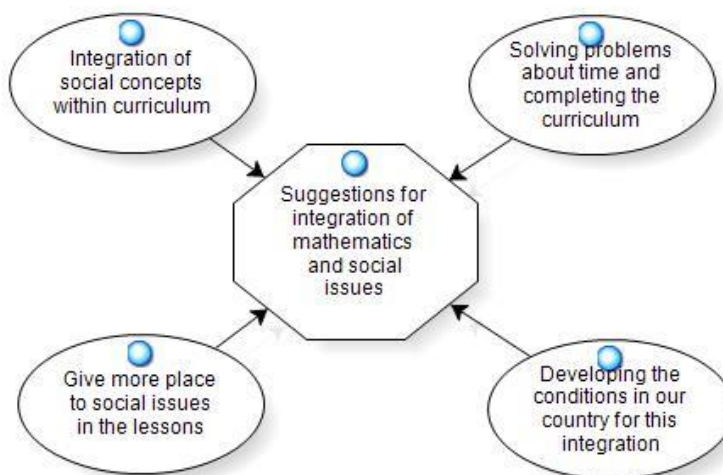 Integration of
social concepts
within curriculum
Solving problems
about time and
completing the
curriculum
Suggestions for
integration of
mathematics
and social
issues
Give more place
to social issues
in the lessons
Developing the
conditions in our
country for this
integration